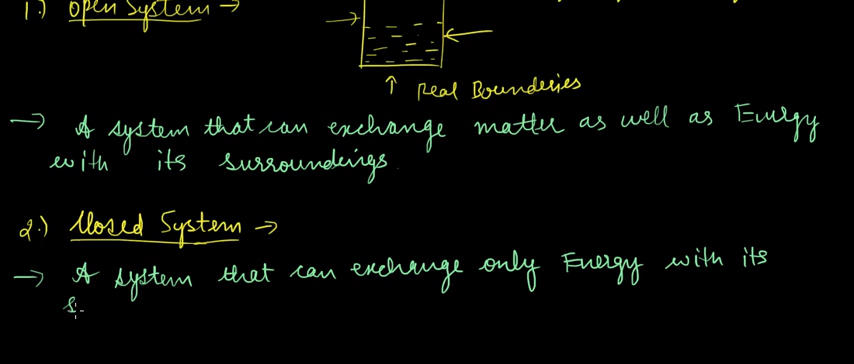 1.) Open System →
↑ Real Bounderies
→ A system that can exchange matter as well as Energy
with its surroundings.
2.) Closed System →
→ A system that can exchange only Energy with its
s